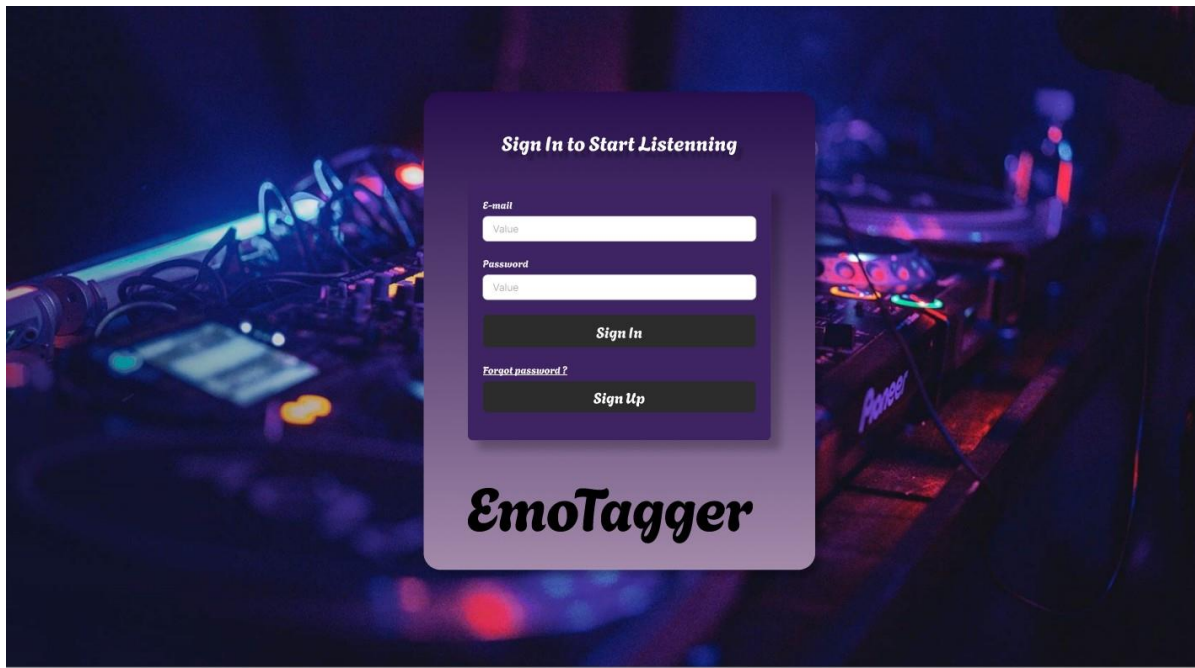 Sign In to Start Listenning
E-mail
Value
Password
Value
Sign In
Forgot password ?
Sign Up
Pioneer
EmoTagger